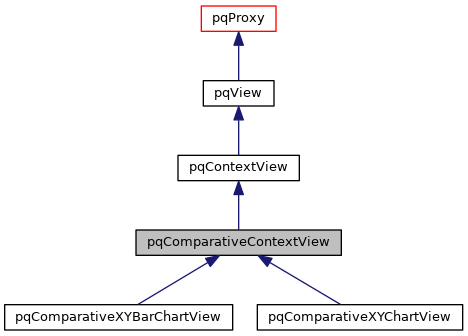 pqProxy
pqView
pqContextView
pqComparativeContextView
pqComparativeXYBarChartView
pqComparativeXYChartView